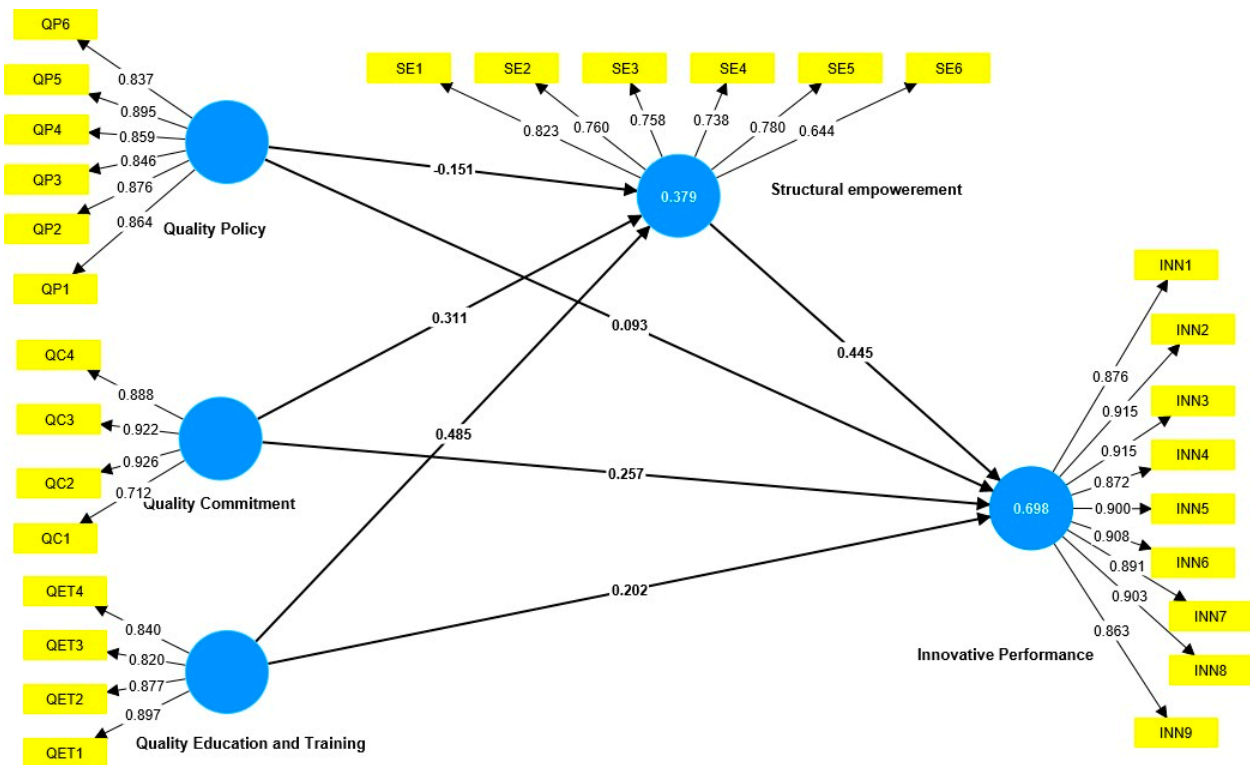 QP6
QP5
QP4
QP3
QP2
QP1
0.837
0.895
0.859
0.846
0.876
0.864
Quality Policy
SE1
SE2
SE3
SE4
SE5
SE6
0.823
0.760
0.758
0.738
0.780
0.644
0.379
Structural empowerement
-0.151
0.311
0.093
0.485
0.445
0.257
0.202
QC4
QC3
QC2
QC1
0.888
0.922
0.926
0.712
Quality Commitment
QET4
QET3
QET2
QET1
0.840
0.820
0.877
0.897
Quality Education and Training
INN1
INN2
INN3
INN4
INN5
INN6
INN7
INN8
INN9
0.876
0.915
0.915
0.872
0.900
0.908
0.891
0.903
0.863
0.698
Innovative Performance